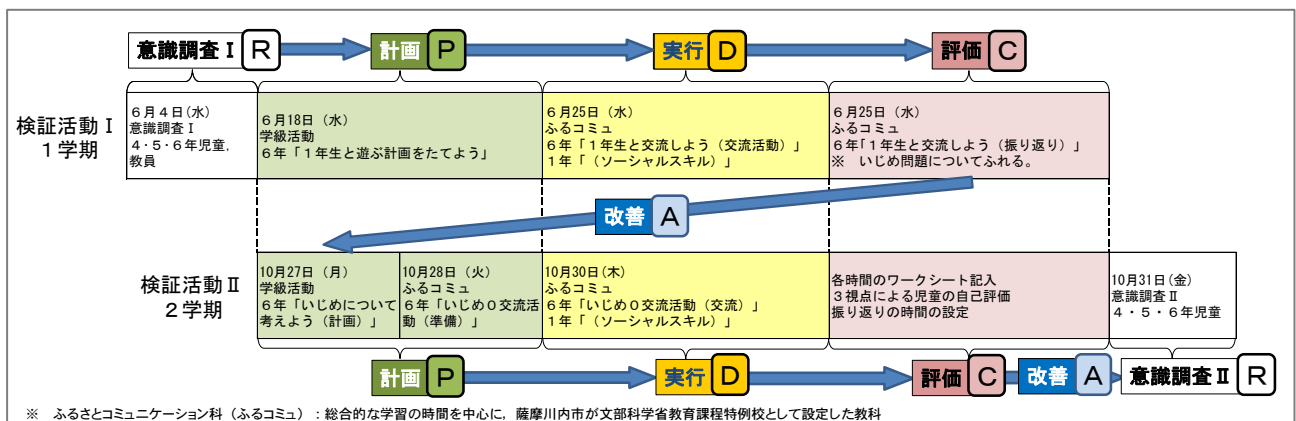 意識調査Ⅰ R
計画 P
実行 D
評価 C
検証活動Ⅰ
1学期
6月4日(水)
意識調査Ⅰ
4・5・6年児童,
教員
6月18日(水)
学級活動
6年「1年生と遊ぶ計画をたてよう」
6月25日(水)
ふるコミュ
6年「1年生と交流しよう(交流活動)」
1年「(ソーシャルスキル)」
6月25日(水)
ふるコミュ
6年「1年生と交流しよう(振り返り)」
※ いじめ問題についてふれる。
改善 A
検証活動Ⅱ
2学期
10月27日(月)
学級活動
6年「いじめについて
考えよう(計画)」
10月28日(火)
ふるコミュ
6年「いじめ0交流活
動(準備)」
10月30日(木)
ふるコミュ
6年「いじめ0交流活動(交流)」
1年「(ソーシャルスキル)」
各時間のワークシート記入
3視点による児童の自己評価
振り返りの時間の設定
10月31日(金)
意識調査Ⅱ
4・5・6年児童
計画 P
実行 D
評価 C
改善 A
意識調査Ⅱ R
※ ふるさとコミュニケーション科(ふるコミュ):総合的な学習の時間を中心に,薩摩川内市が文部科学省教育課程特例校として設定した教科